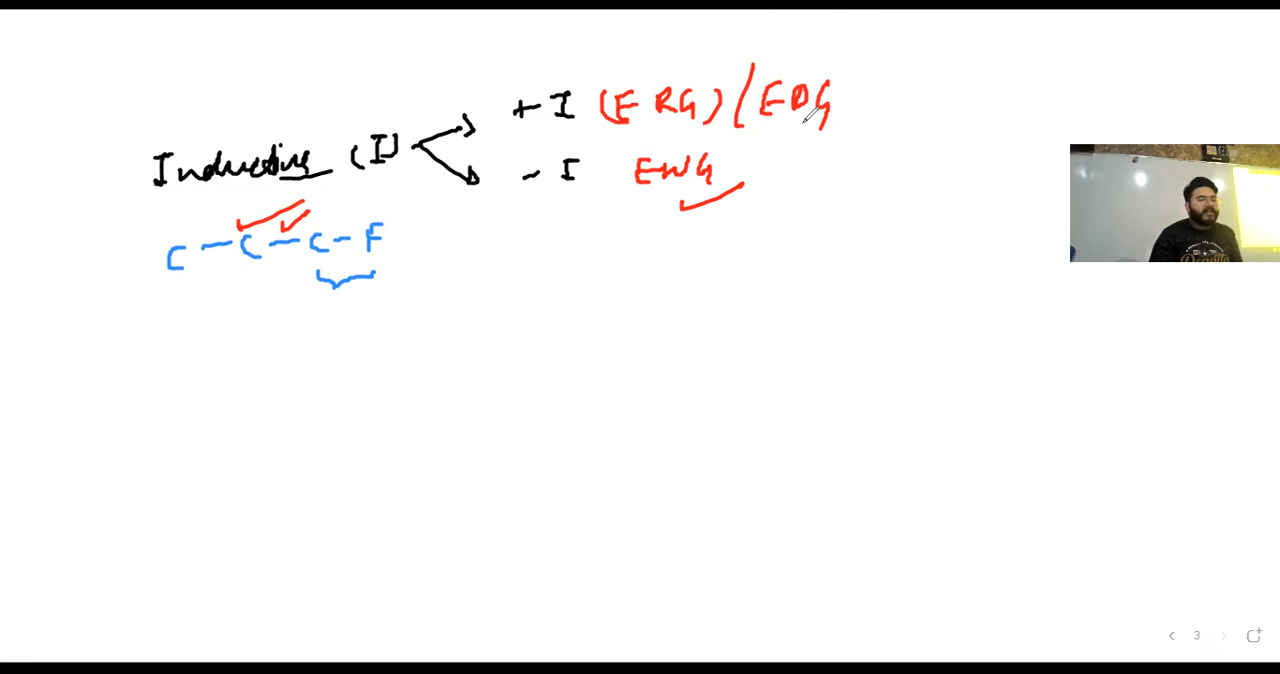 + I (ERG) / EDG
Inductive (I)
- I EWG
C - C - C - F
3